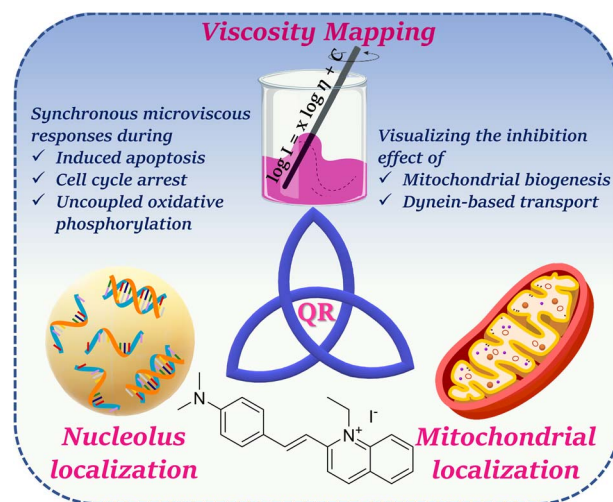 Viscosity Mapping
log I = x log η + C
Synchronous microviscous
responses during
✓ Induced apoptosis
✓ Cell cycle arrest
✓ Uncoupled oxidative
phosphorylation
Visualizing the inhibition
effect of
✓ Mitochondrial biogenesis
✓ Dynein-based transport
QR
N
N+
I-
Nucleolus
localization
Mitochondrial
localization